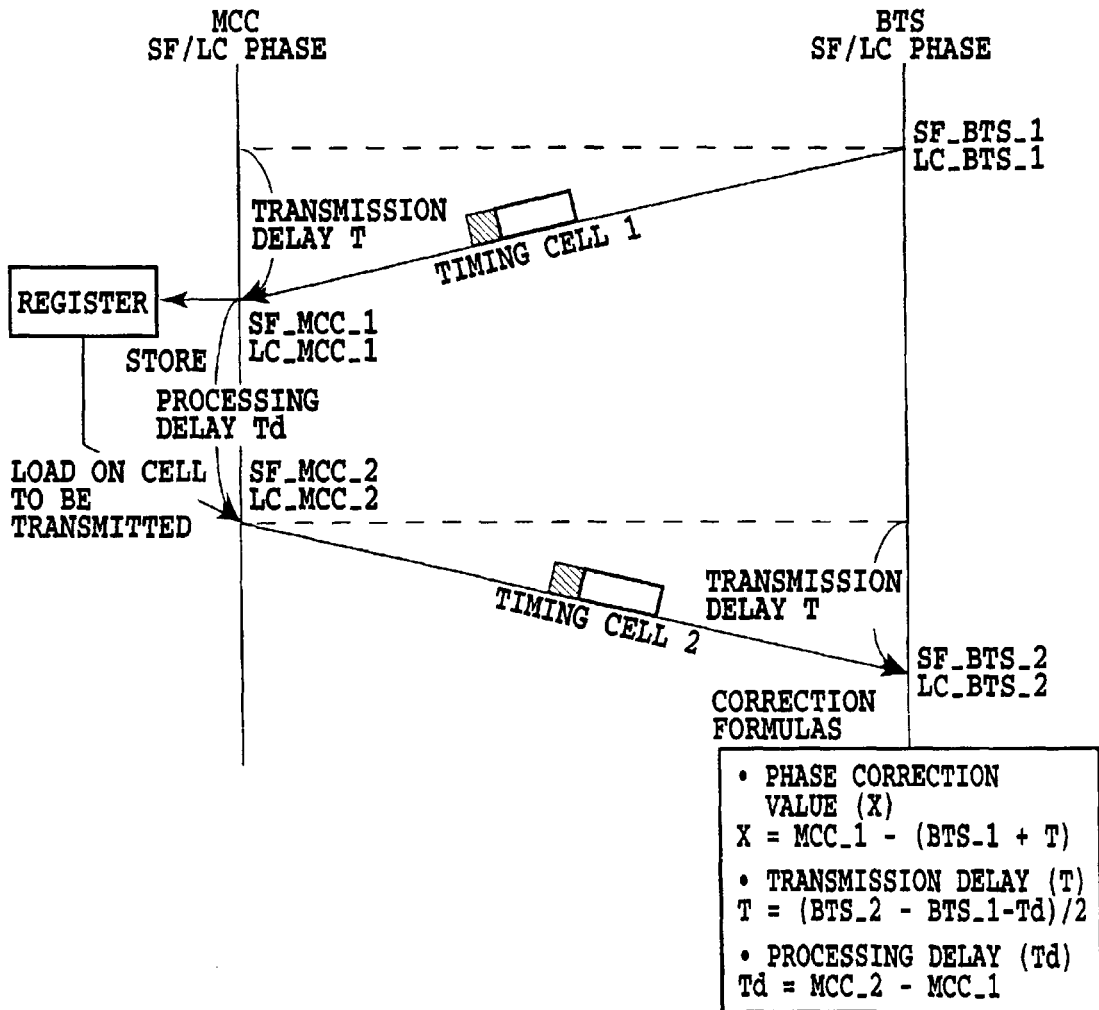 MCC
SF/LC PHASE
BTS
SF/LC PHASE
SF_BTS_1
LC_BTS_1
TRANSMISSION
DELAY T
TIMING CELL 1
REGISTER
SF_MCC_1
LC_MCC_1
STORE
PROCESSING
DELAY Td
LOAD ON CELL
TO BE
TRANSMITTED
SF_MCC_2
LC_MCC_2
TIMING CELL 2
TRANSMISSION
DELAY T
SF_BTS_2
LC_BTS_2
CORRECTION
FORMULAS
• PHASE CORRECTION
VALUE (X)
X = MCC_1 - (BTS_1 + T)
• TRANSMISSION DELAY (T)
T = (BTS_2 - BTS_1-Td)/2
• PROCESSING DELAY (Td)
Td = MCC_2 - MCC_1